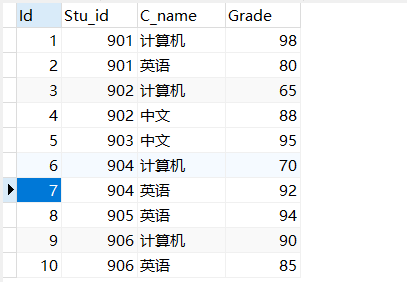 Id Stu_id C_name Grade
1 901 计算机 98
2 901 英语 80
3 902 计算机 65
4 902 中文 88
5 903 中文 95
6 904 计算机 70
7 904 英语 92
8 905 英语 94
9 906 计算机 90
10 906 英语 85